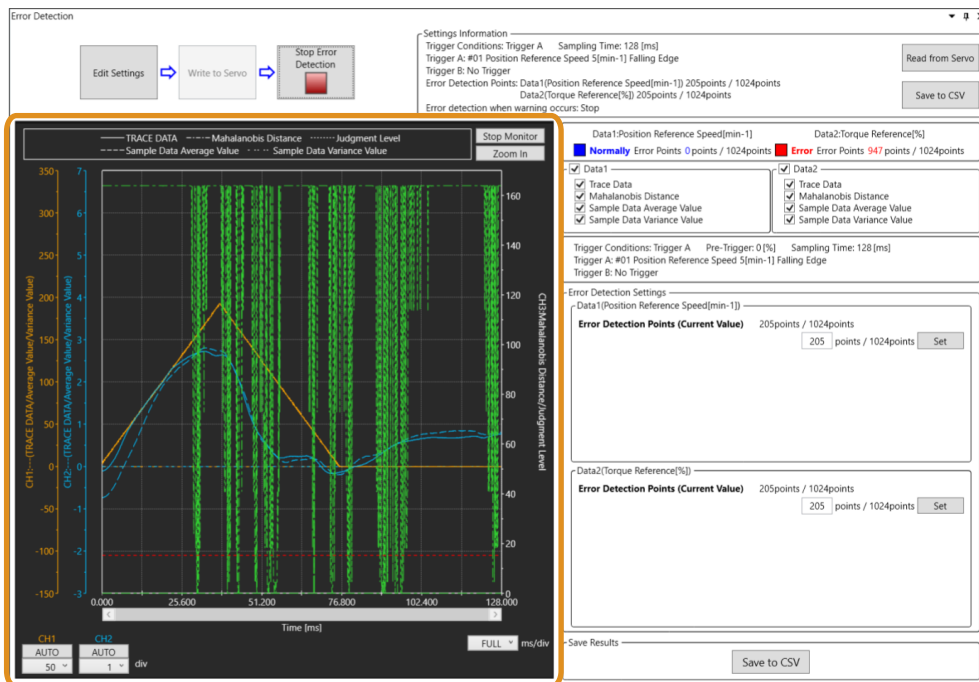 Error Detection
Edit Settings
Write to Servo
Stop Error
Detection
Settings Information
Trigger Conditions: Trigger A Sampling Time: 128 [ms]
Trigger A: #01 Position Reference Speed 5[min-1] Falling Edge
Trigger B: No Trigger
Error Detection Points: Data1(Position Reference Speed[min-1]) 205points / 1024points
Data2(Torque Reference[%]) 205points / 1024points
Error detection when warning occurs: Stop
Read from Servo
Save to CSV
TRACE DATA Mahalanobis Distance Judgment Level
Sample Data Average Value Sample Data Variance Value
Stop Monitor
Zoom In
CH1:---(TRACE DATA/Average Value/Variance Value)
350
300
250
200
150
100
50
0
-50
-100
-150
CH2:---(TRACE DATA/Average Value/Variance Value)
7
6
5
4
3
2
1
0
-1
-2
-3
160
140
120
100
80
60
40
20
0
CH3:Mahalanobis Distance/Judgment Level
0.000 25.600 51.200 76.800 102.400 128.000
Time [ms]
CH1 CH2
AUTO AUTO
50 1 div
FULL ms/div
Data1:Position Reference Speed[min-1] Data2:Torque Reference[%]
Normally Error Points 0 points / 1024points Error Error Points 947 points / 1024points
Data1
Trace Data
Mahalanobis Distance
Sample Data Average Value
Sample Data Variance Value
Data2
Trace Data
Mahalanobis Distance
Sample Data Average Value
Sample Data Variance Value
Trigger Conditions: Trigger A Pre-Trigger: 0 [%] Sampling Time: 128 [ms]
Trigger A: #01 Position Reference Speed 5[min-1] Falling Edge
Trigger B: No Trigger
Error Detection Settings
Data1(Position Reference Speed[min-1])
Error Detection Points (Current Value) 205points / 1024points
205 points / 1024points Set
Data2(Torque Reference[%])
Error Detection Points (Current Value) 205points / 1024points
205 points / 1024points Set
Save Results
Save to CSV